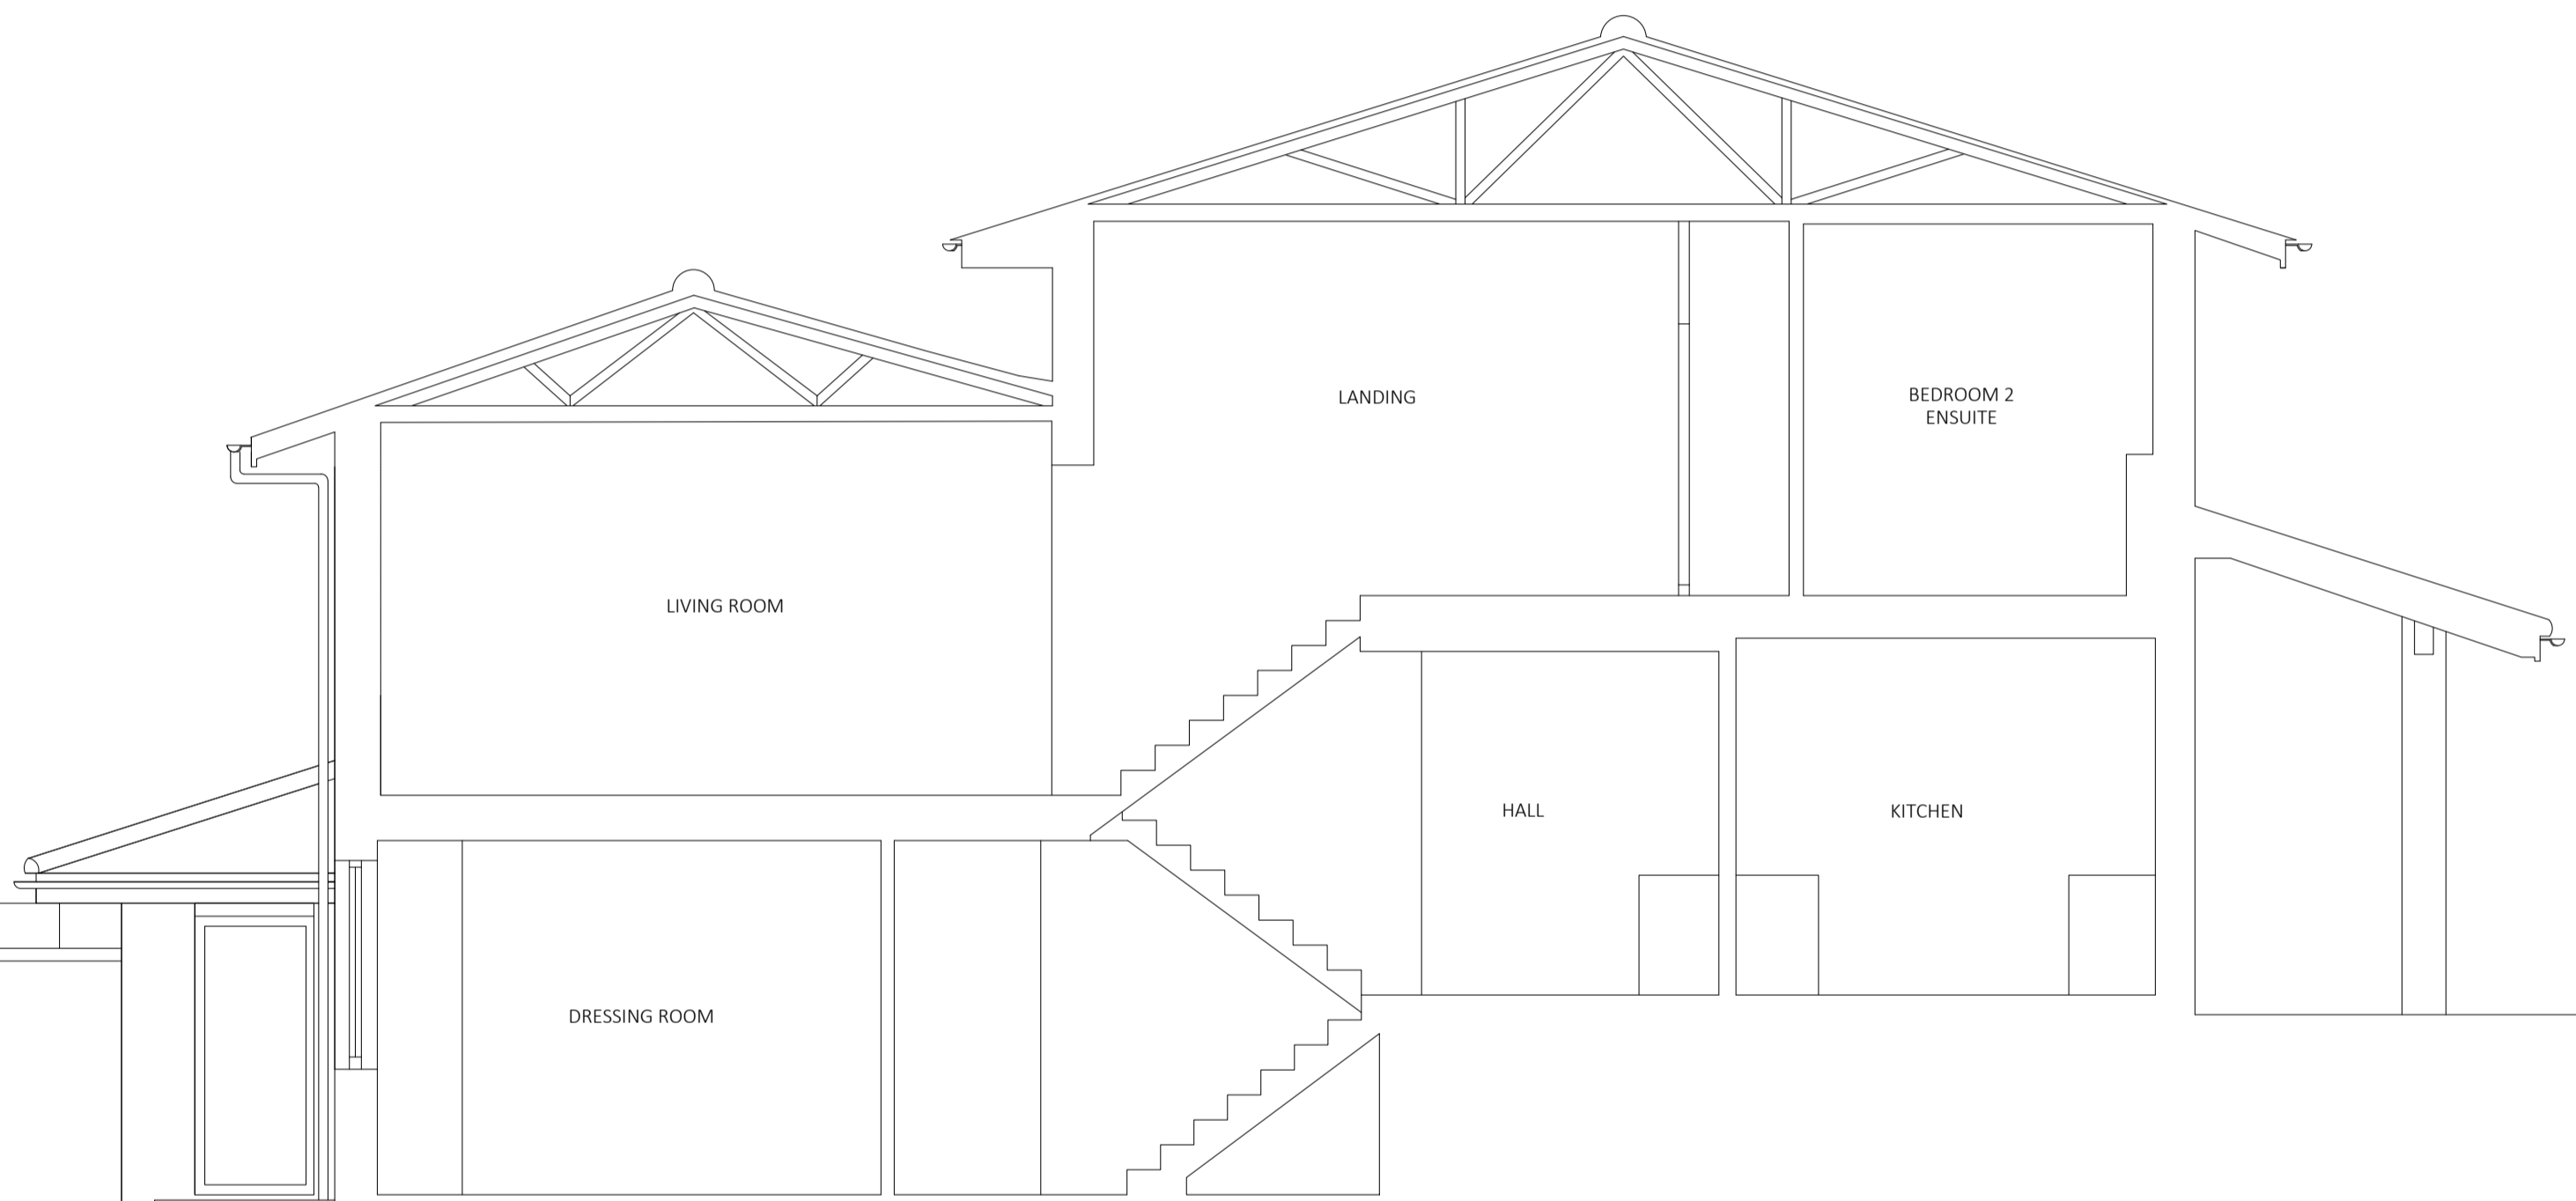 LANDING
BEDROOM 2
ENSUITE
LIVING ROOM
HALL
KITCHEN
DRESSING ROOM